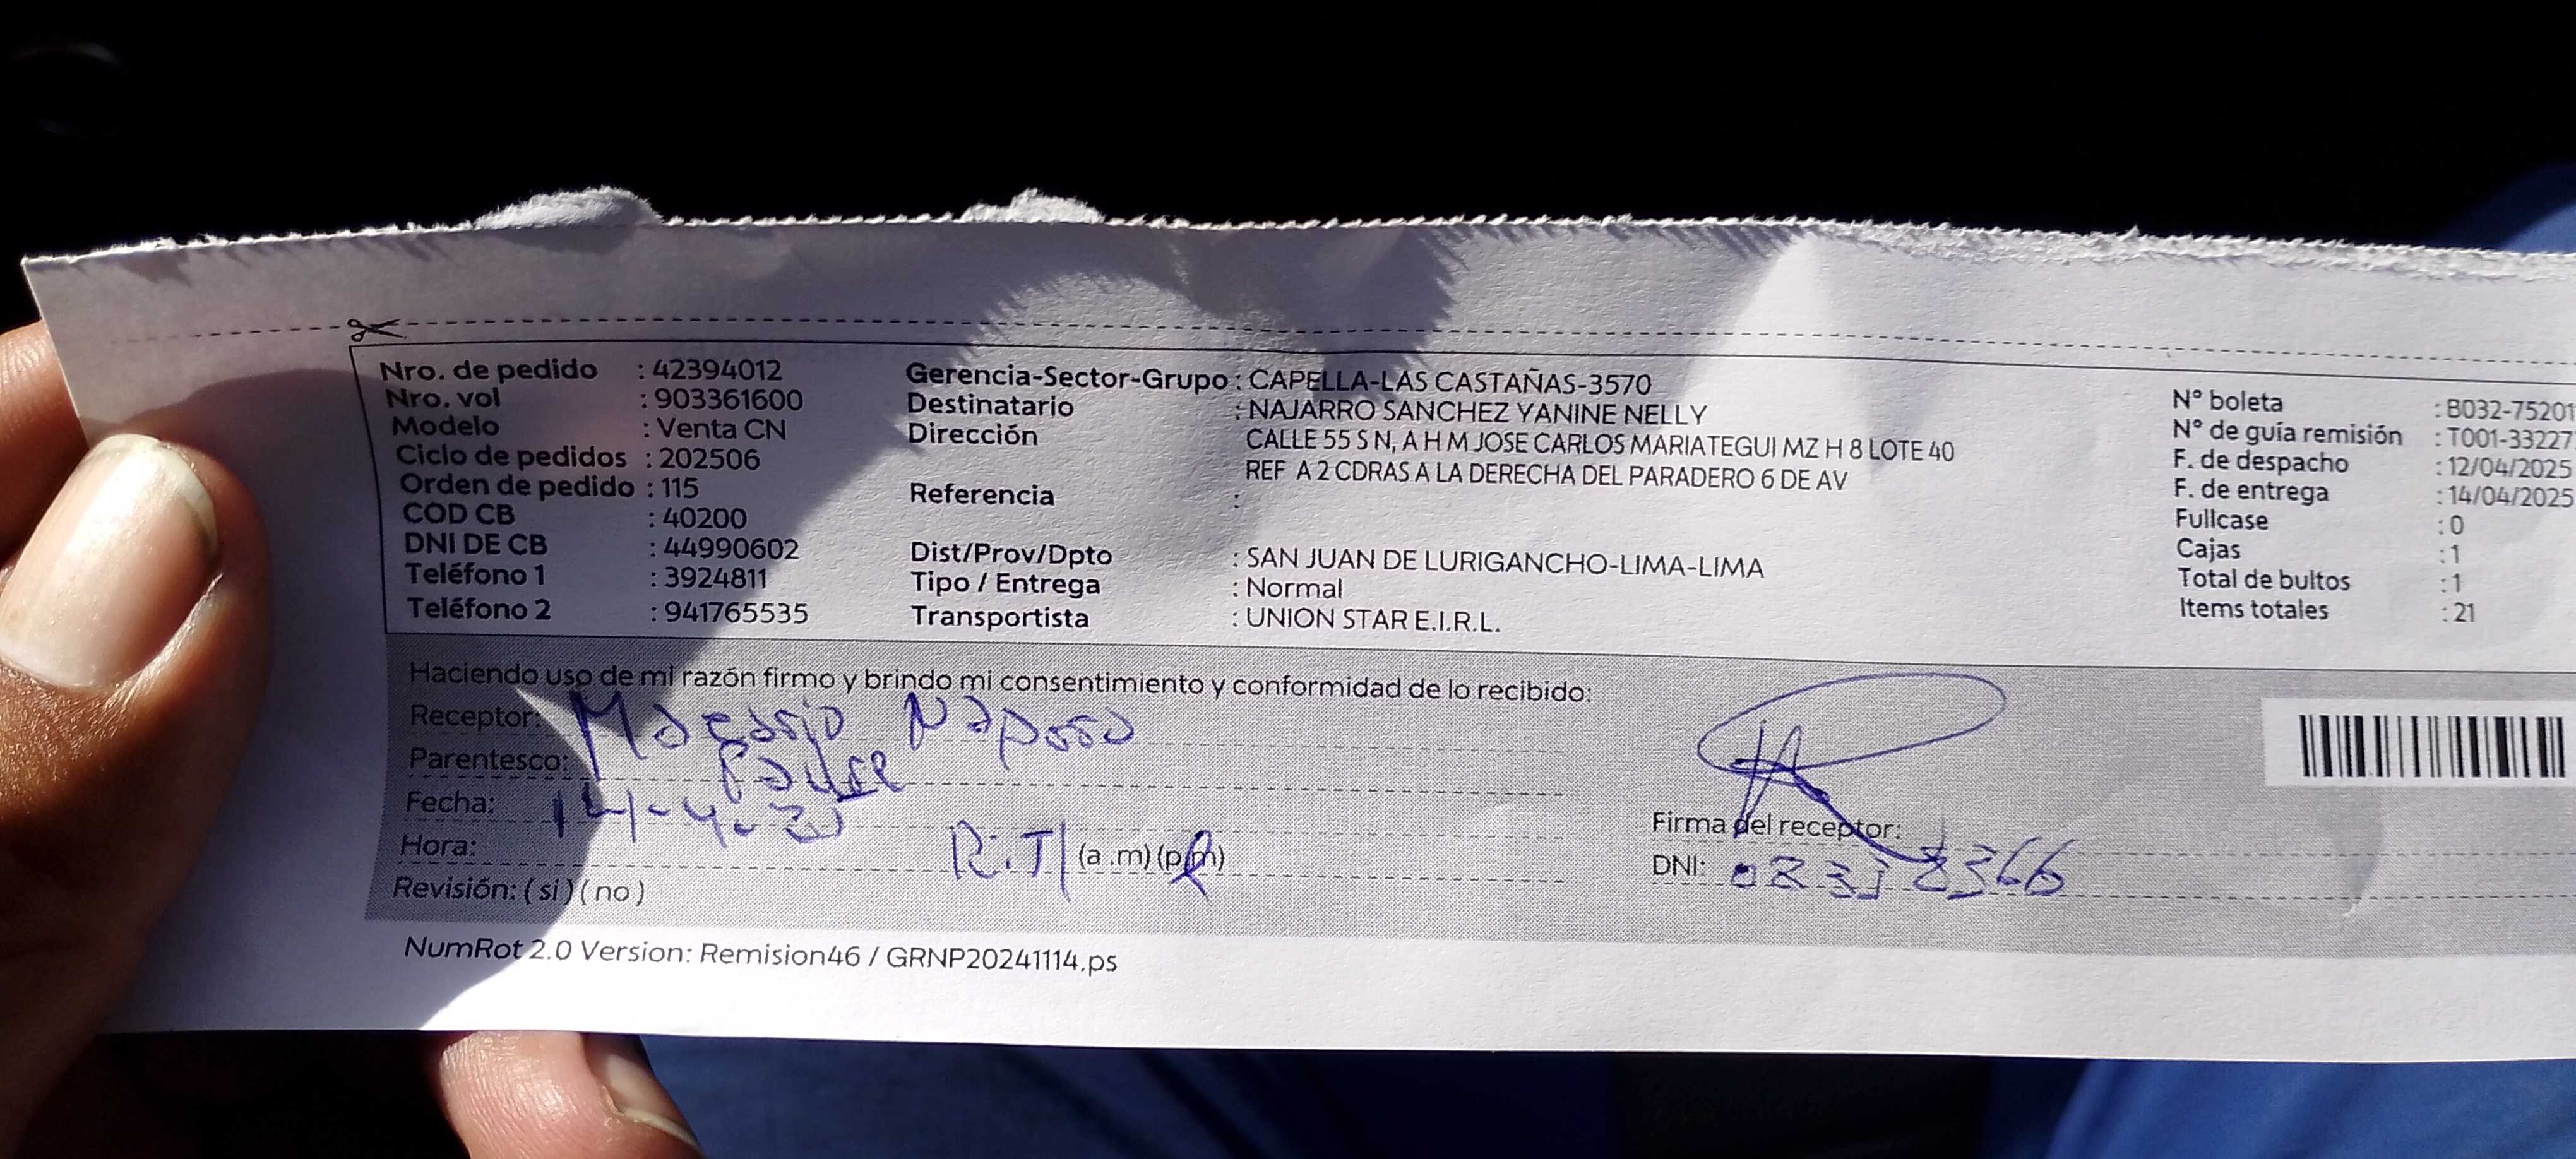 Nro. de pedido : 42394012
Nro. vol : 903361600
Modelo : Venta CN
Ciclo de pedidos : 202506
Orden de pedido : 115
COD CB : 40200
DNI DE CB : 44990602
Teléfono 1 : 3924811
Teléfono 2 : 941765535
Gerencia-Sector-Grupo : CAPELLA-LAS CASTAÑAS-3570
Destinatario : NAJARRO SANCHEZ YANINE NELLY
Dirección CALLE 55 S N, A H M JOSE CARLOS MARIATEGUI MZ H 8 LOTE 40
REF A 2 CDRAS A LA DERECHA DEL PARADERO 6 DE AV
Referencia :
Dist/Prov/Dpto : SAN JUAN DE LURIGANCHO-LIMA-LIMA
Tipo / Entrega : Normal
Transportista : UNION STAR E.I.R.L.
N° boleta : B032-75201
N° de guía remisión : T001-33227
F. de despacho : 12/04/2025
F. de entrega : 14/04/2025
Fullcase : 0
Cajas : 1
Total de bultos : 1
Items totales : 21
Haciendo uso de mi razón firmo y brindo mi consentimiento y conformidad de lo recibido:
Receptor:
Parentesco: Padre
Fecha: 14-4-
Hora: (a .m) (p.m)
Revisión: ( si ) ( no )
Firma del receptor:
DNI:
NumRot 2.0 Version: Remision46 / GRNP20241114.ps